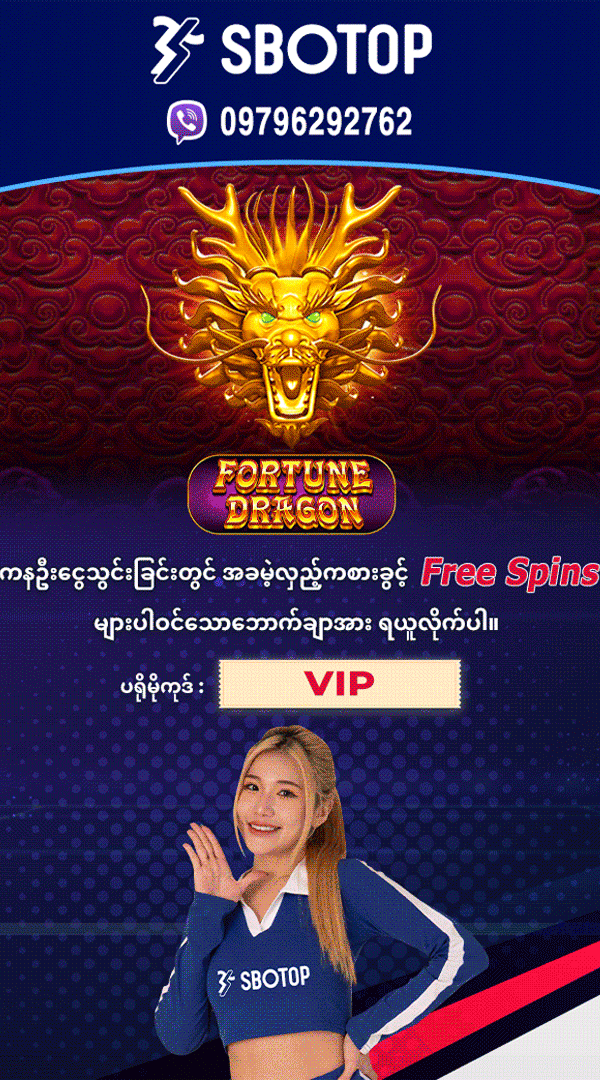 SBOTOP
09796292762
FORTUNE
DRAGON
ကနဦးငွေသွင်းခြင်းတွင် အခမဲ့လှည့်ကစားခွင့် Free Spins
များပါဝင်သောဘောက်ချာအား ရယူလိုက်ပါ။
ပရိုမိုကုဒ် : VIP
SBOTOP